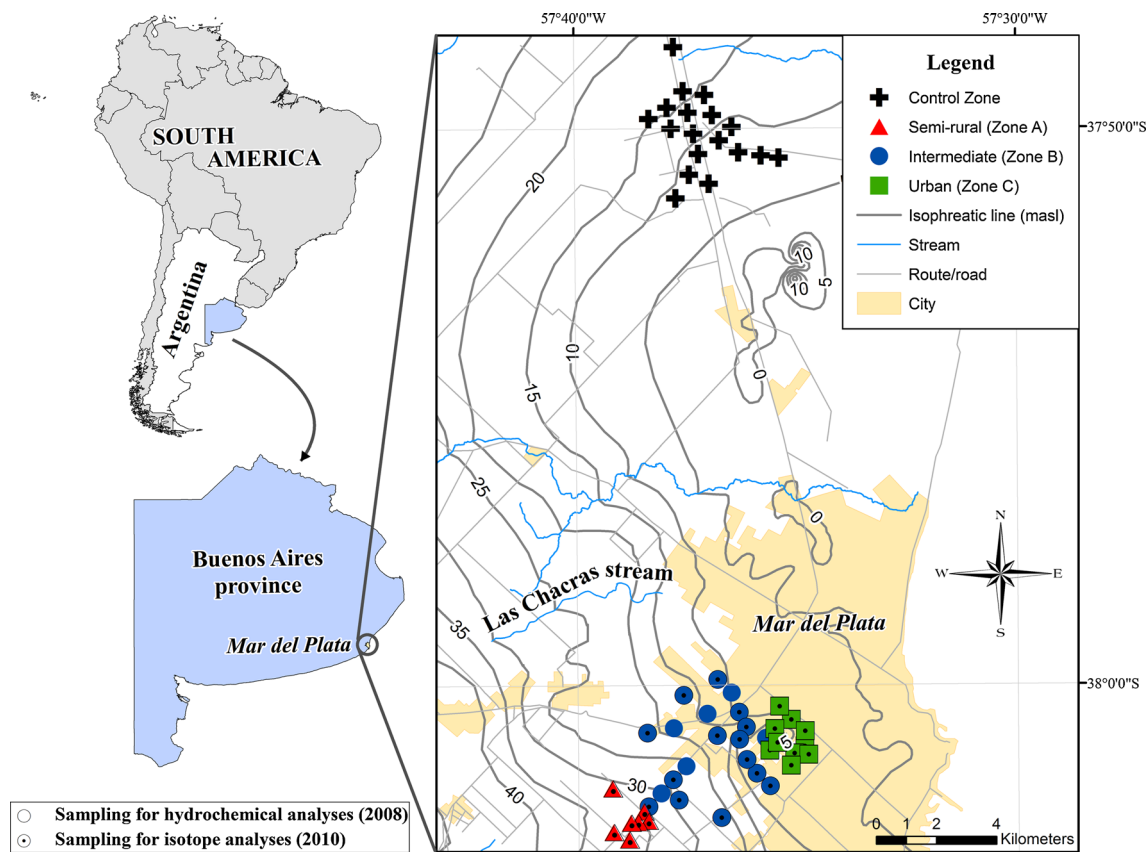 57°40'0"W
57°30'0"W
SOUTH
AMERICA
Argentina
Buenos Aires
province
Mar del Plata
Sampling for hydrochemical analyses (2008)
Sampling for isotope analyses (2010)
Legend
Control Zone
Semi-rural (Zone A)
Intermediate (Zone B)
Urban (Zone C)
Isophreatic line (masl)
Stream
Route/road
City
37°50'0"S
20
10
10
5
0
10
15
25
0
Las Chacras stream
N
W
E
S
35
Mar del Plata
38°0'0"S
5
30
40
0 1 2 4
Kilometers